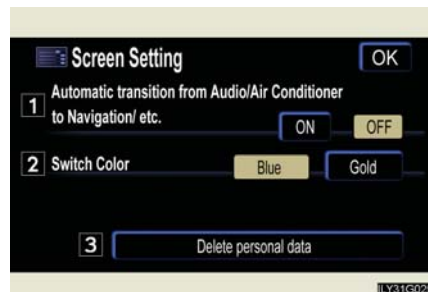 Screen Setting OK
1 Automatic transition from Audio/Air Conditioner
to Navigation/ etc.
ON OFF
2 Switch Color Blue Gold
3 Delete personal data